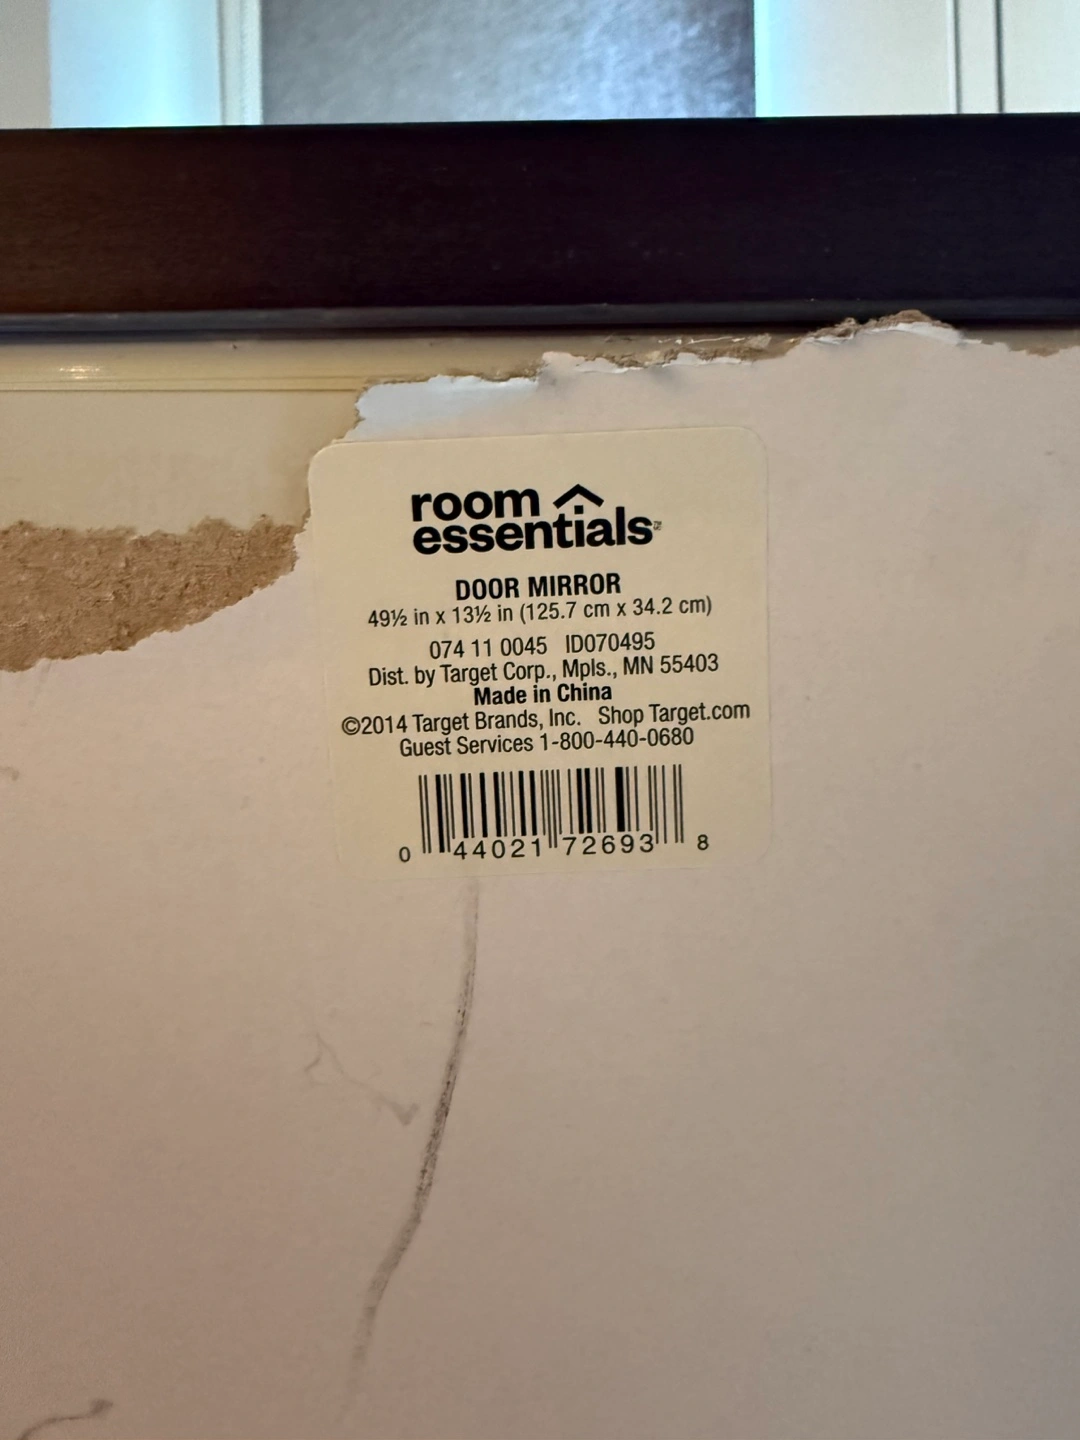 room
essentials
DOOR MIRROR
49½ in x 13½ in (125.7 cm x 34.2 cm)
074 11 0045 ID070495
Dist. by Target Corp., Mpls., MN 55403
Made in China
©2014 Target Brands, Inc. Shop Target.com
Guest Services 1-800-440-0680
0 44021 72693 8